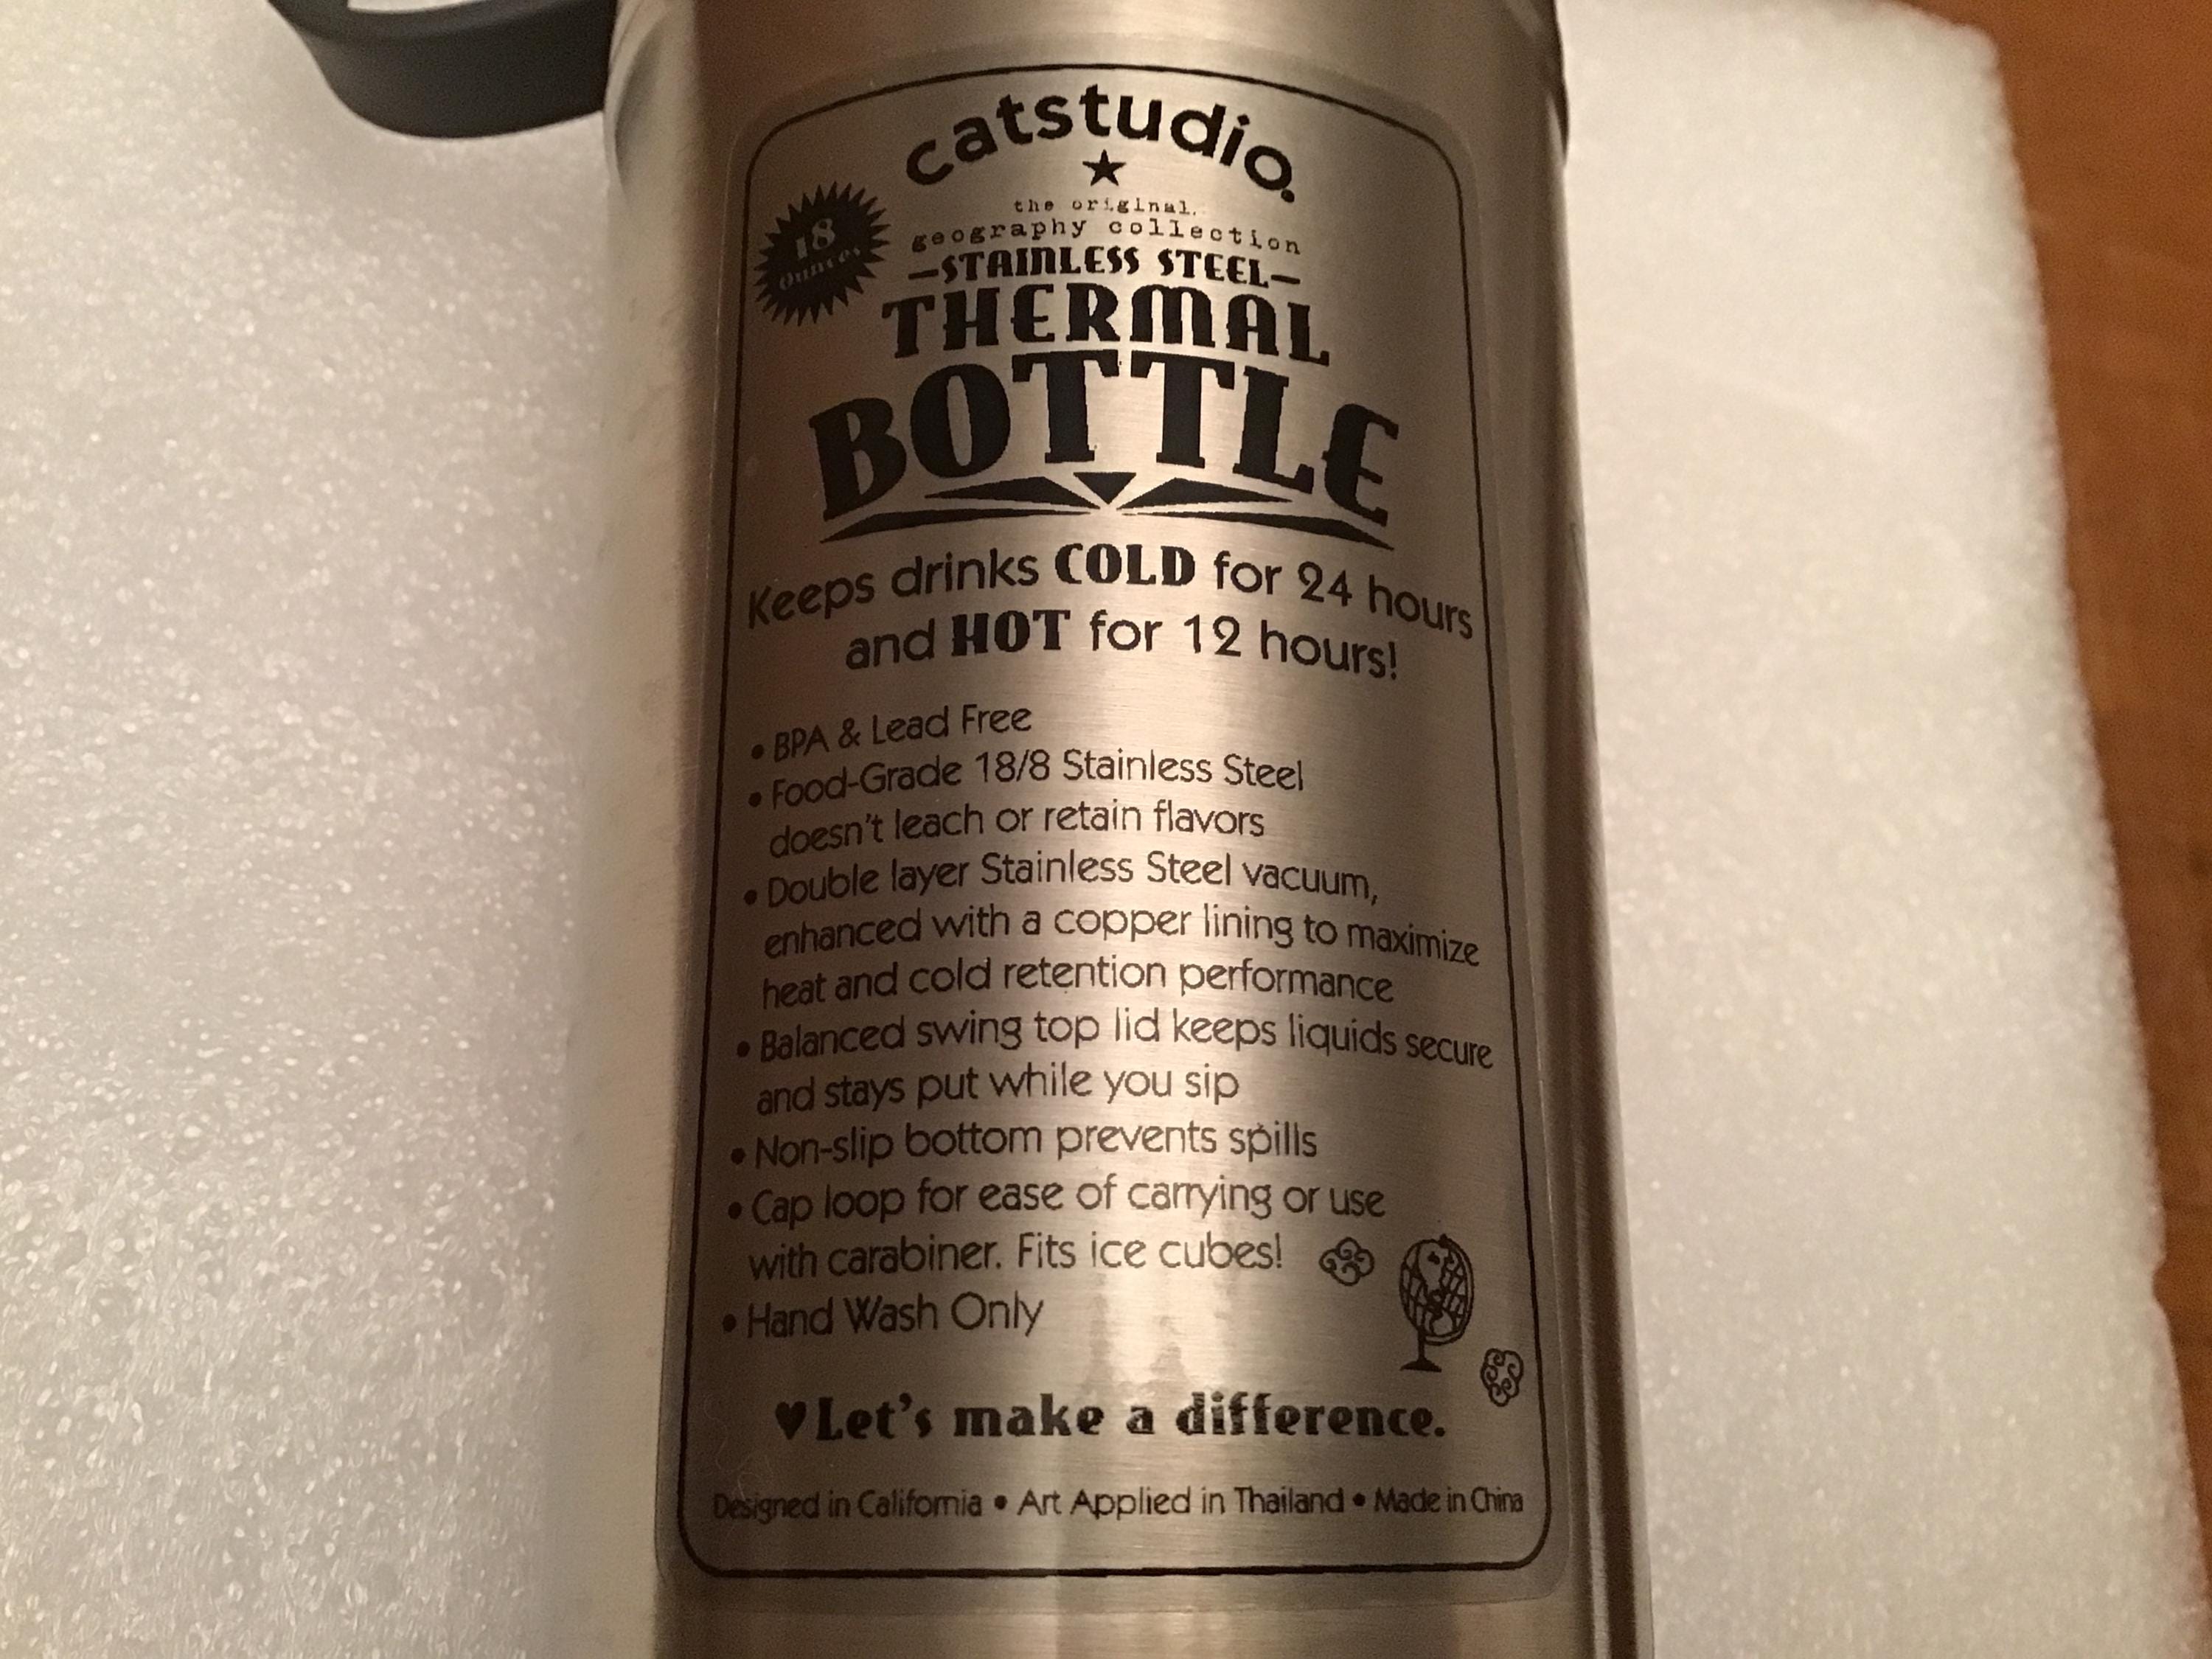 catstudio
18
Ounces
the original
geography collection
STAINLESS STEEL
THERMAL
BOTTLE
Keeps drinks COLD for 24 hours
and HOT for 12 hours!
• BPA & Lead Free
• Food-Grade 18/8 Stainless Steel
doesn't leach or retain flavors
• Double layer Stainless Steel vacuum,
enhanced with a copper lining to maximize
heat and cold retention performance
• Balanced swing top lid keeps liquids secure
and stays put while you sip
• Non-slip bottom prevents spills
• Cap loop for ease of carrying or use
with carabiner. Fits ice cubes!
• Hand Wash Only
♥Let's make a difference.
Designed in California • Art Applied in Thailand • Made in China